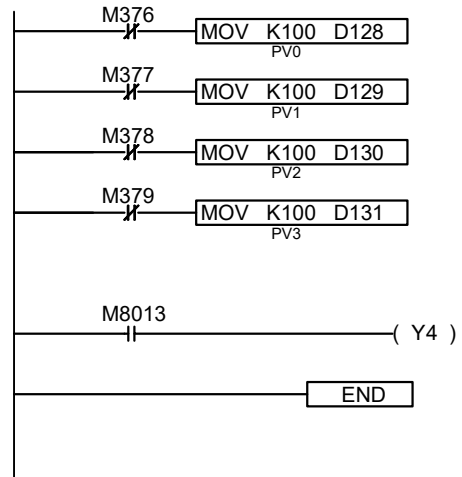 M376
MOV K100 D128
PV0
M377
MOV K100 D129
PV1
M378
MOV K100 D130
PV2
M379
MOV K100 D131
PV3
M8013
( Y4 )
END